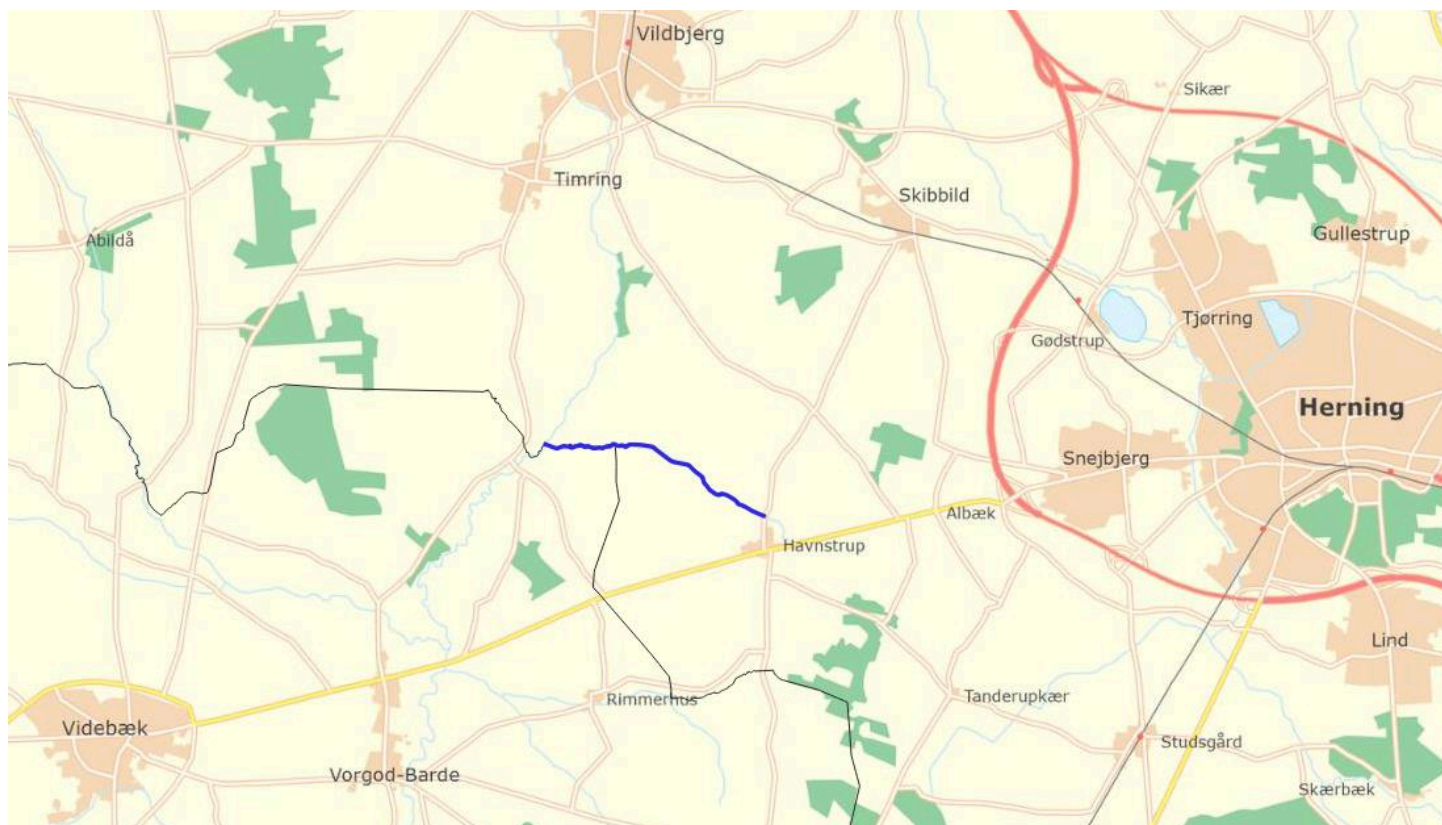 Vildbjerg
Sikær
Timring
Skibbild
Gullestrup
Abildå
Tjørring
Gødstrup
Herning
Snejbjerg
Albæk
Havnstrup
Lind
Rimmerhus
Tanderupkær
Videbæk
Studsgård
Vorgod-Barde
Skærbæk